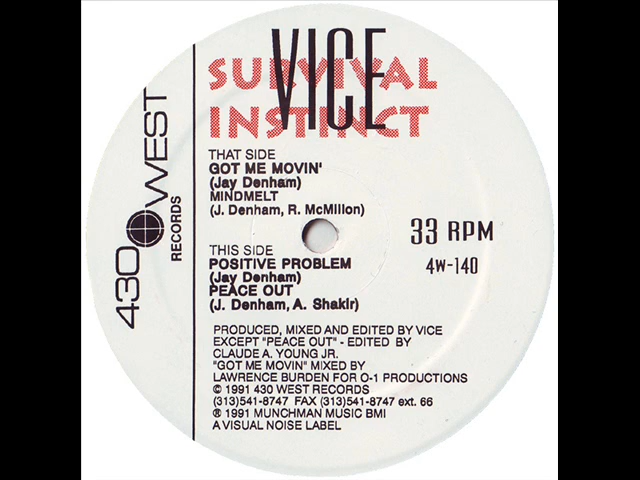 VICE
SURVIVAL
INSTINCT
THAT SIDE
GOT ME MOVIN'
(Jay Denham)
MINDMELT
(J. Denham, R. McMillon)
33 RPM
4W-140
THIS SIDE
POSITIVE PROBLEM
(Jay Denham)
PEACE OUT
(J. Denham, A. Shakir)
PRODUCED, MIXED AND EDITED BY VICE
EXCEPT "PEACE OUT" - EDITED BY
CLAUDE A. YOUNG JR.
"GOT ME MOVIN" MIXED BY
LAWRENCE BURDEN FOR O-1 PRODUCTIONS
© 1991 430 WEST RECORDS
(313)541-8747 FAX (313)541-8747 ext. 66
® 1991 MUNCHMAN MUSIC BMI
A VISUAL NOISE LABEL
430 WEST
RECORDS